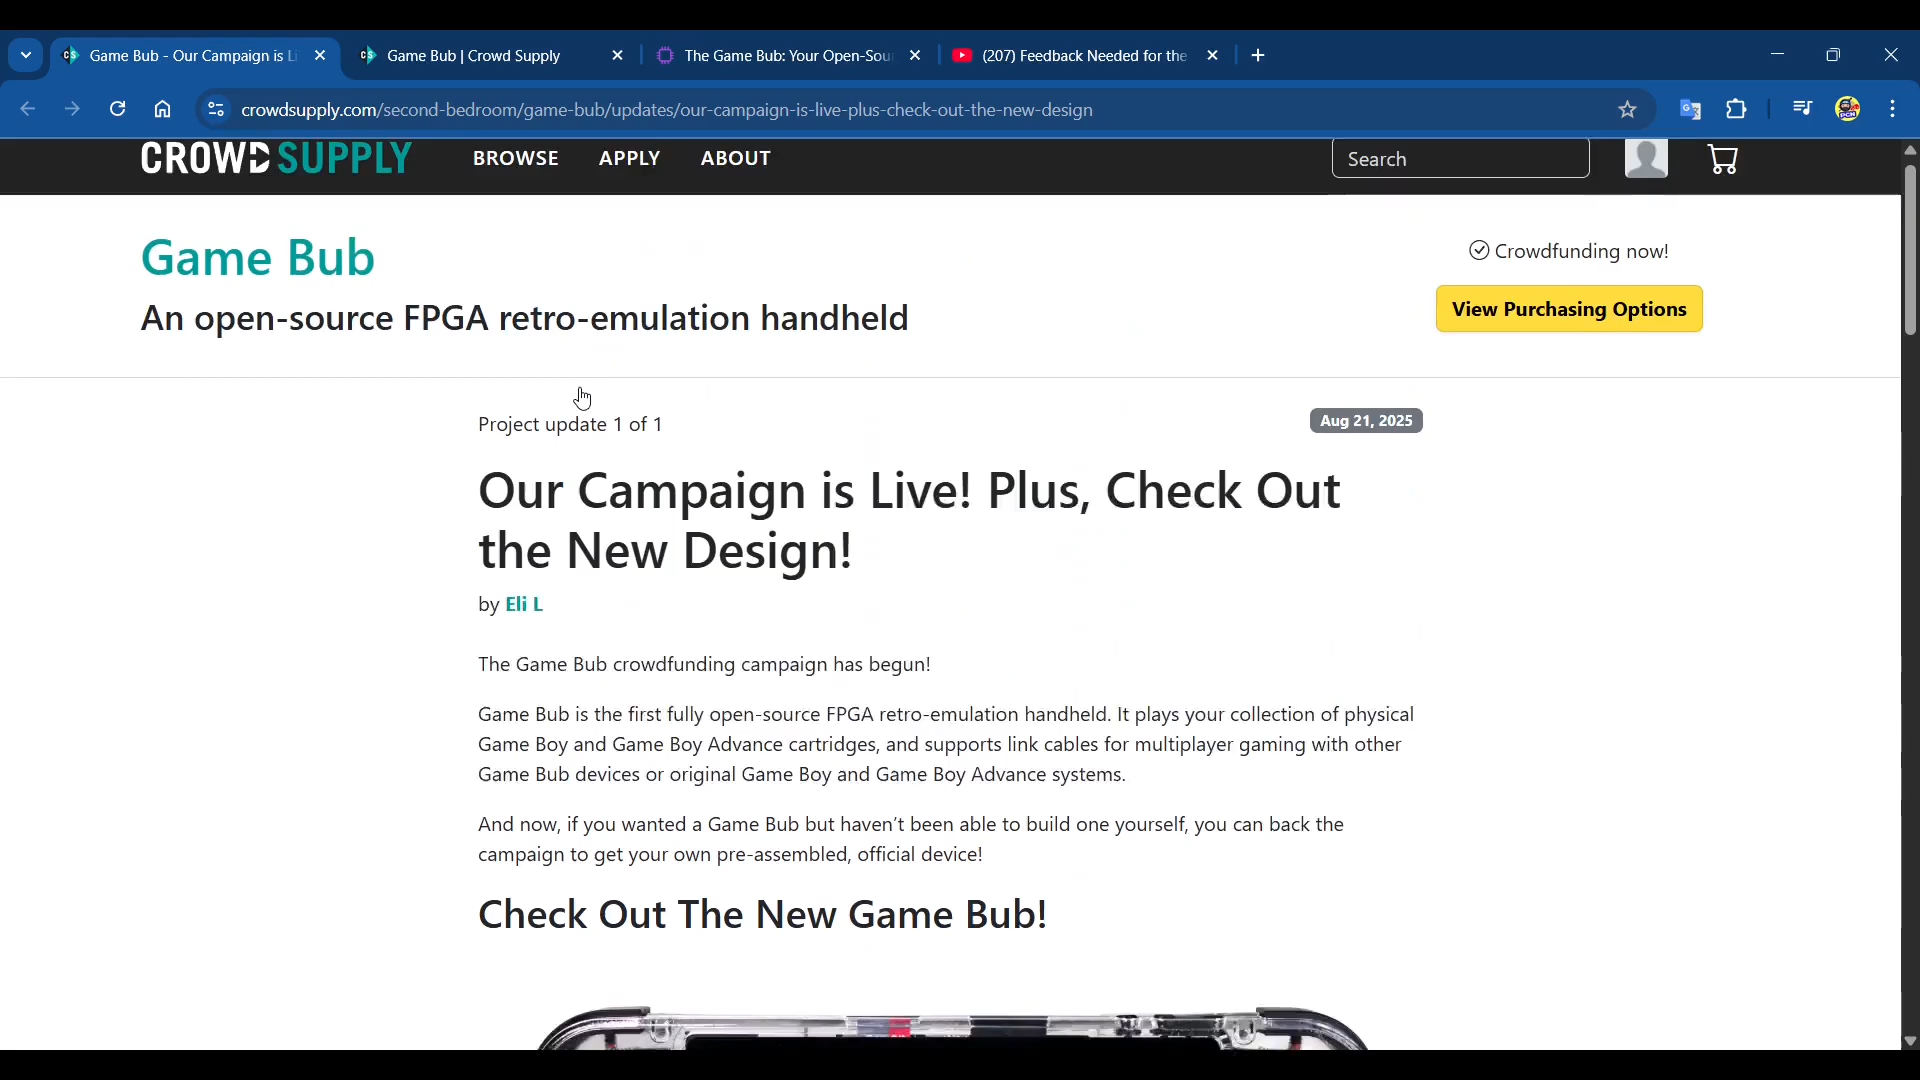 Game Bub - Our Campaign is Li
Game Bub | Crowd Supply
The Game Bub: Your Open-Sou
(207) Feedback Needed for the
crowdsupply.com/second-bedroom/game-bub/updates/our-campaign-is-live-plus-check-out-the-new-design
CROWD SUPPLY
BROWSE
APPLY
ABOUT
Search
Game Bub
An open-source FPGA retro-emulation handheld
Crowdfunding now!
View Purchasing Options
Project update 1 of 1
Aug 21, 2025
Our Campaign is Live! Plus, Check Out
the New Design!
by Eli L
The Game Bub crowdfunding campaign has begun!
Game Bub is the first fully open-source FPGA retro-emulation handheld. It plays your collection of physical
Game Boy and Game Boy Advance cartridges, and supports link cables for multiplayer gaming with other
Game Bub devices or original Game Boy and Game Boy Advance systems.
And now, if you wanted a Game Bub but haven't been able to build one yourself, you can back the
campaign to get your own pre-assembled, official device!
Check Out The New Game Bub!